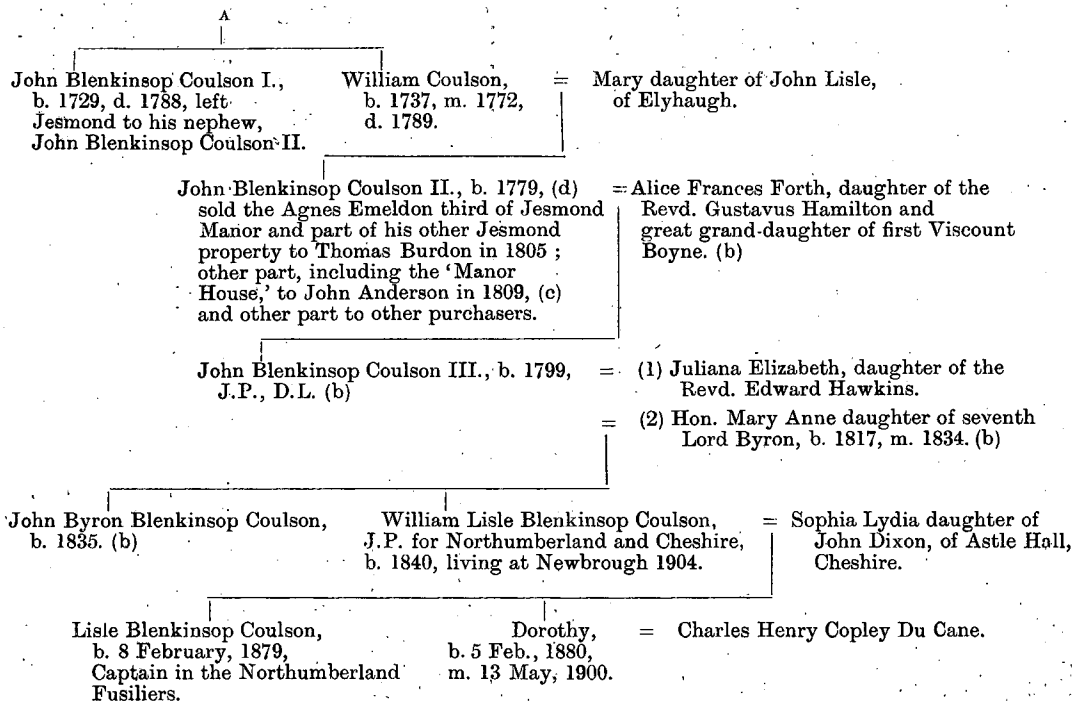 A
John Blenkinsop Coulson I.,
b. 1729, d. 1788, left
Jesmond to his nephew,
John Blenkinsop Coulson II.
William Coulson,
b. 1737, m. 1772,
d. 1789.
= Mary daughter of John Lisle,
of Elyhaugh.
John Blenkinsop Coulson II., b. 1779, (d)
sold the Agnes Emeldon third of Jesmond
Manor and part of his other Jesmond
property to Thomas Burdon in 1805 ;
other part, including the ‘Manor
House,’ to John Anderson in 1809, (c)
and other part to other purchasers.
= Alice Frances Forth, daughter of the
Revd. Gustavus Hamilton and
great grand-daughter of first Viscount
Boyne. (b)
John Blenkinsop Coulson III., b. 1799,
J.P., D.L. (b)
= (1) Juliana Elizabeth, daughter of the
Revd. Edward Hawkins.
= (2) Hon. Mary Anne daughter of seventh
Lord Byron, b. 1817, m. 1834. (b)
John Byron Blenkinsop Coulson,
b. 1835. (b)
William Lisle Blenkinsop Coulson,
J.P. for Northumberland and Cheshire,
b. 1840, living at Newbrough 1904.
= Sophia Lydia daughter of
John Dixon, of Astle Hall,
Cheshire.
Lisle Blenkinsop Coulson,
b. 8 February, 1879,
Captain in the Northumberland
Fusiliers.
Dorothy,
b. 5 Feb., 1880,
m. 13 May, 1900.
= Charles Henry Copley Du Cane.